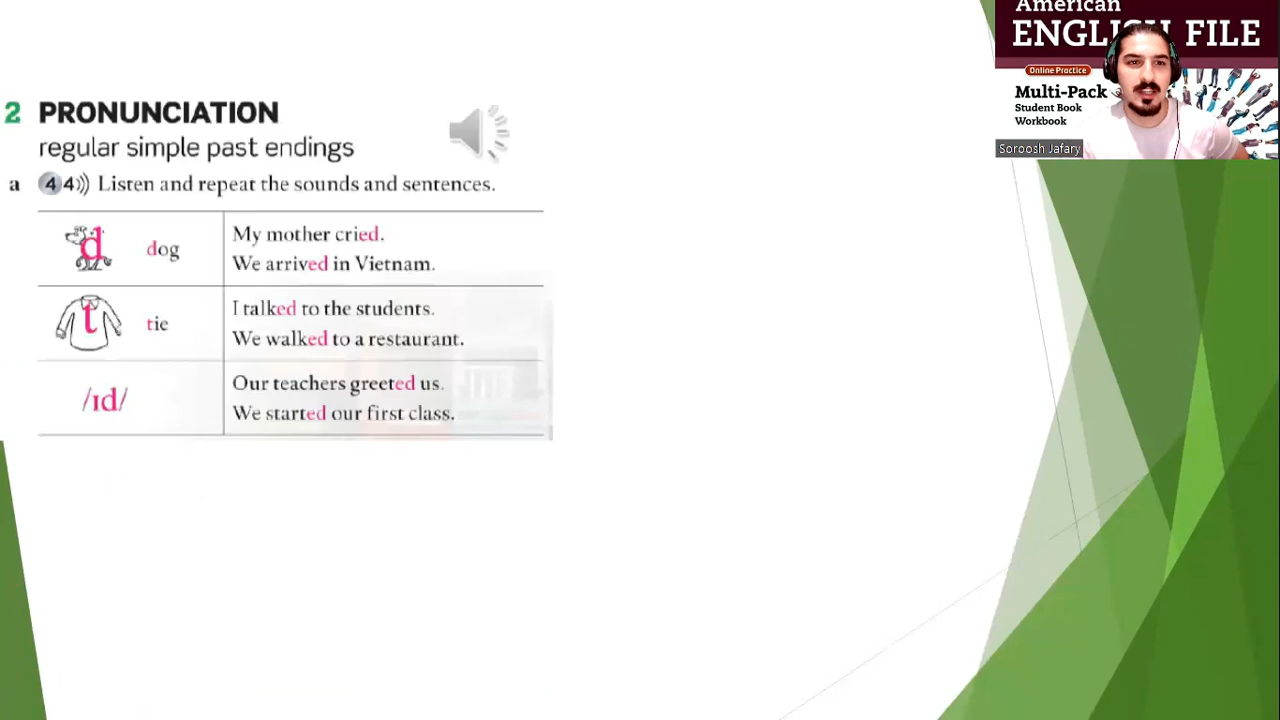 American
ENGLISH FILE
Online Practice
Multi-Pack
Student Book
Workbook
Soroosh Jafary
2 PRONUNCIATION
regular simple past endings
a 4 4 Listen and repeat the sounds and sentences.
d dog
My mother cried.
We arrived in Vietnam.
t tie
I talked to the students.
We walked to a restaurant.
/ɪd/
Our teachers greeted us.
We started our first class.